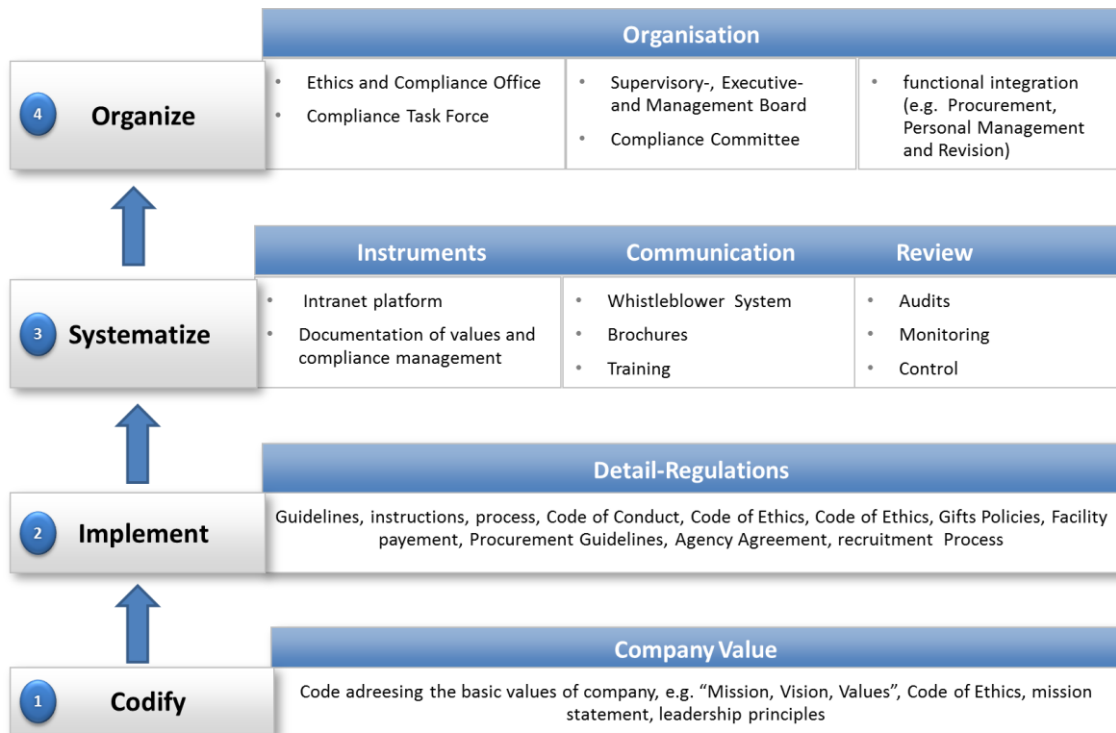 Organisation
4
Organize
• Ethics and Compliance Office
• Compliance Task Force
• Supervisory-, Executive-
and Management Board
• Compliance Committee
• functional integration
(e.g. Procurement,
Personal Management
and Revision)
Instruments
Communication
Review
3
Systematize
• Intranet platform
• Documentation of values and
compliance management
• Whistleblower System
• Brochures
• Training
• Audits
• Monitoring
• Control
Detail-Regulations
2
Implement
Guidelines, instructions, process, Code of Conduct, Code of Ethics, Code of Ethics, Gifts Policies, Facility
payement, Procurement Guidelines, Agency Agreement, recruitment Process
Company Value
1
Codify
Code adreesing the basic values of company, e.g. “Mission, Vision, Values”, Code of Ethics, mission
statement, leadership principles